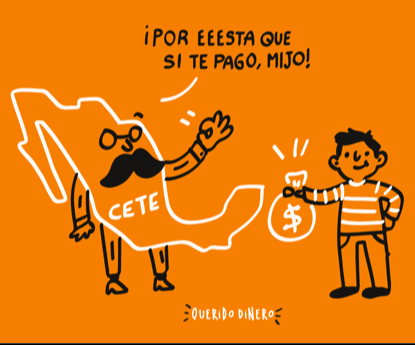 ¡POR EEESTA QUE
SI TE PAGO, MIJO!
CETE
$
QUERIDO DINERO